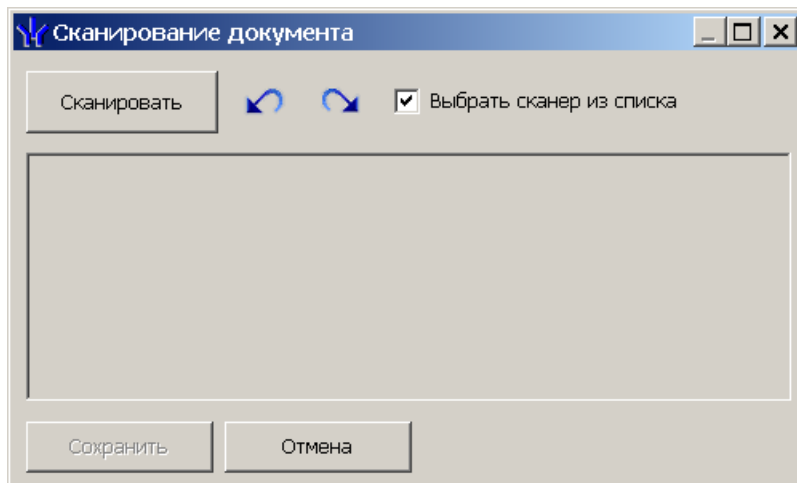 Сканирование документа
Сканировать Выбрать сканер из списка
Сохранить Отмена